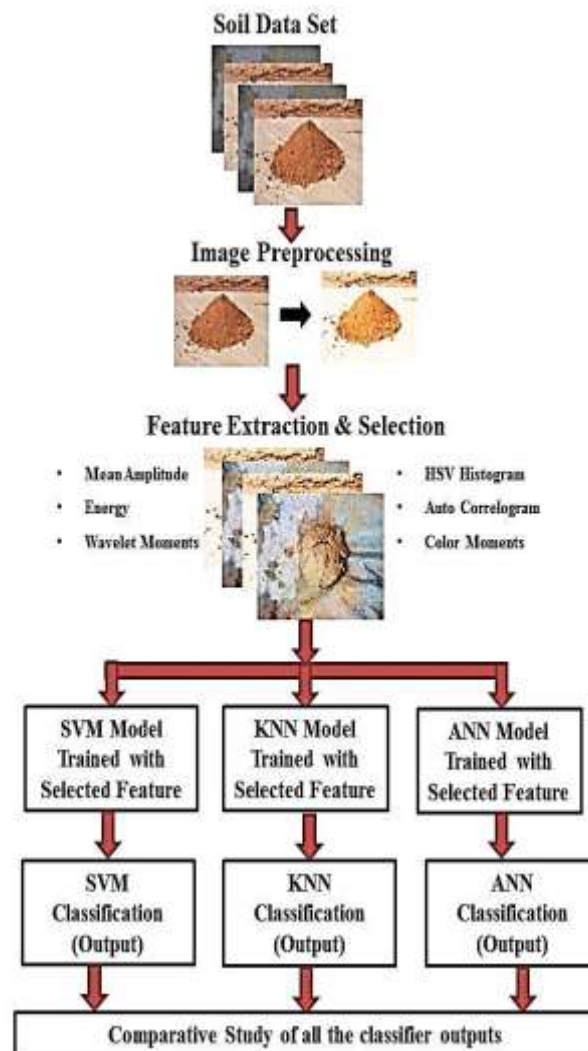 Soil Data Set
Image Preprocessing
Feature Extraction & Selection
• Mean Amplitude
• Energy
• Wavelet Moments
• HSV Histogram
• Auto Correlogram
• Color Moments
SVM Model
Trained with
Selected Feature
KNN Model
Trained with
Selected Feature
ANN Model
Trained with
Selected Feature
SVM
Classification
(Output)
KNN
Classification
(Output)
ANN
Classification
(Output)
Comparative Study of all the classifier outputs